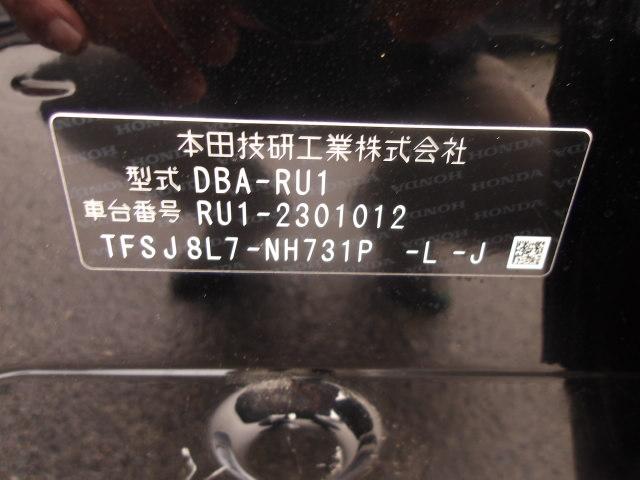 本田技研工業株式会社
型式 DBA-RU1
車台番号 RU1-2301012
TFSJ8L7-NH731P -L -J